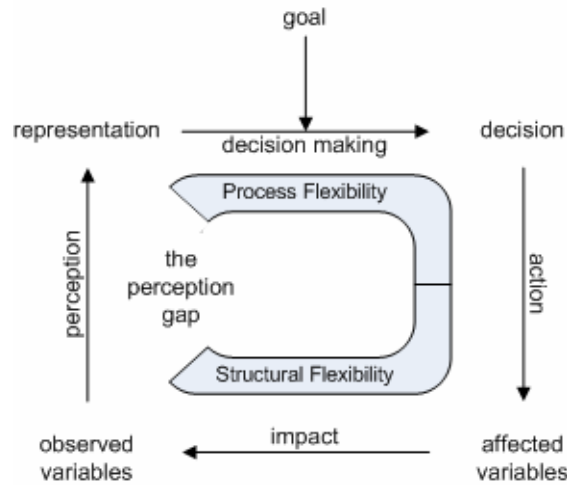 goal
representation
decision making
decision
Process Flexibility
perception
the
perception
gap
action
Structural Flexibility
observed
variables
impact
affected
variables